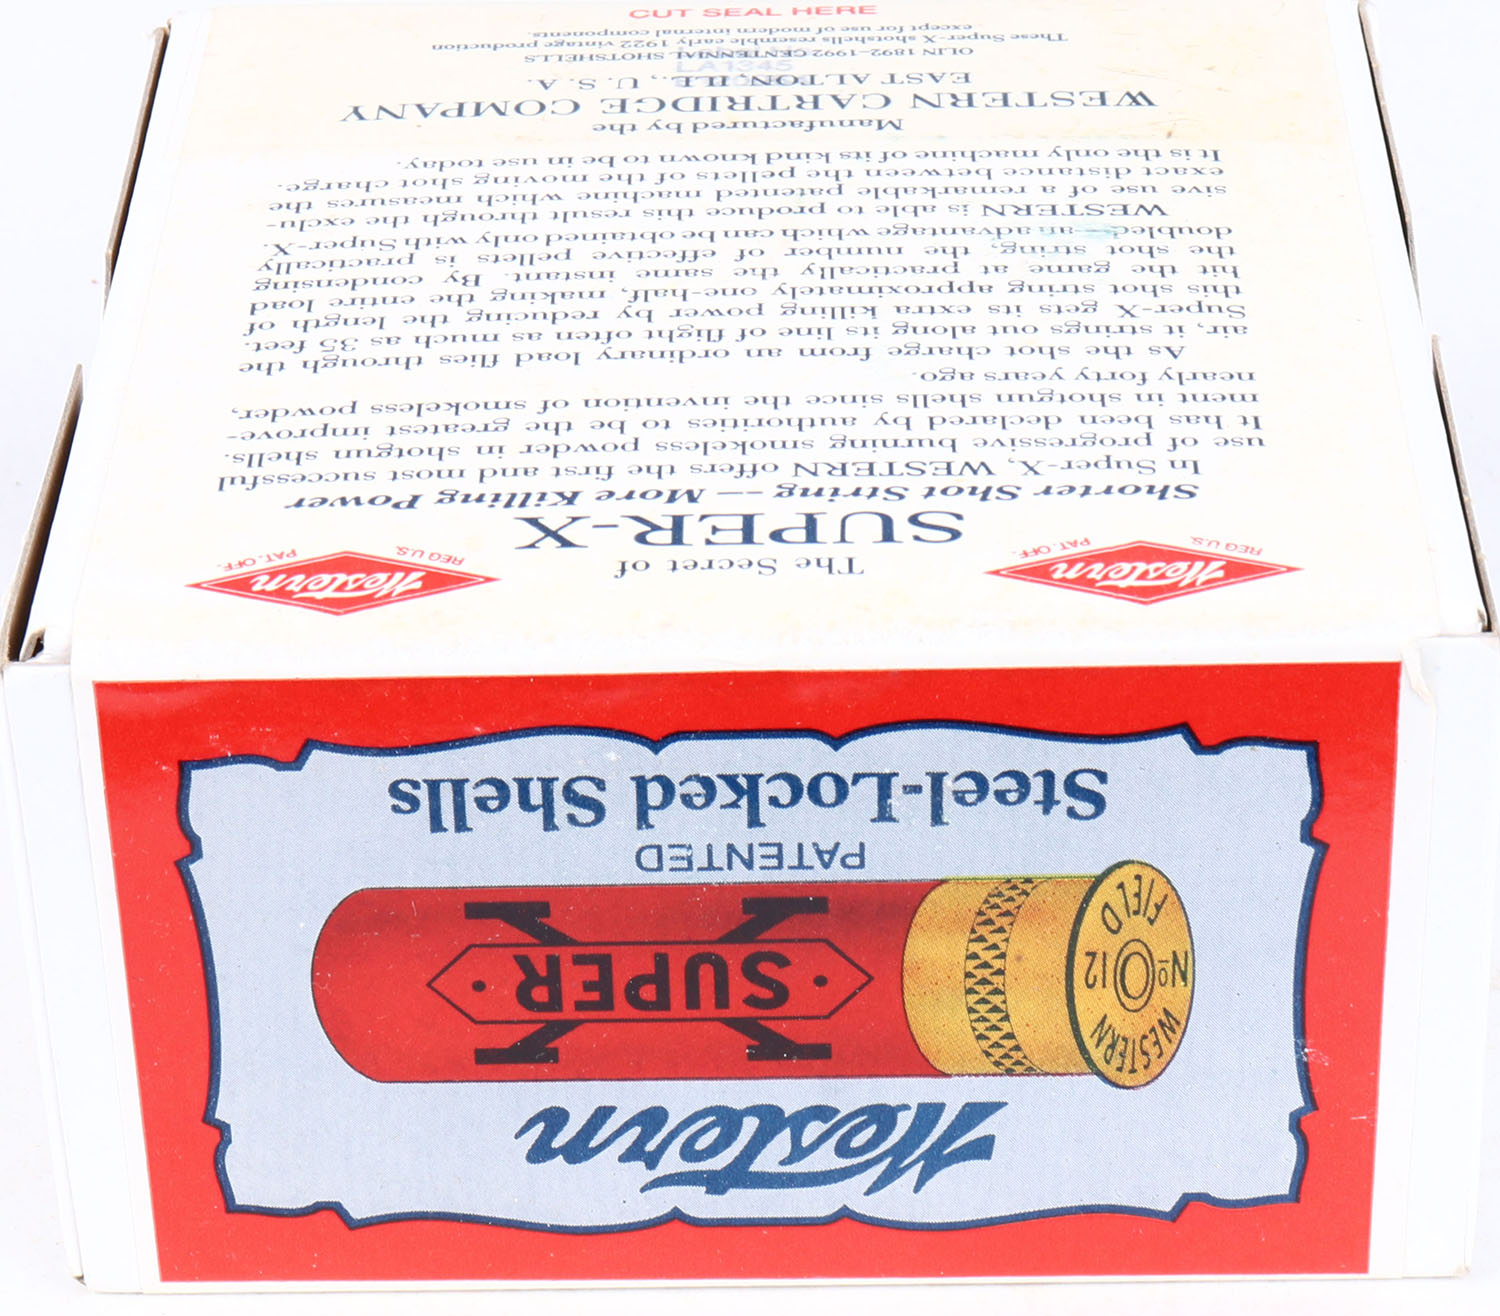 Western
WESTERN
No 12
FIELD
SUPER
X
PATENTED
Steel-Locked Shells
Western
REG U.S. PAT. OFF.
The Secret of
Western
REG U.S. PAT. OFF.
SUPER-X
Shorter Shot String — More Killing Power
In Super-X, WESTERN offers the first and most successful
use of progressive burning smokeless powder in shotgun shells.
It has been declared by authorities to be the greatest improve-
ment in shotgun shells since the invention of smokeless powder,
nearly forty years ago.
As the shot charge from an ordinary load flies through the
air, it strings out along its line of flight often as much as 35 feet.
Super-X gets its extra killing power by reducing the length of
this shot string approximately one-half, making the entire load
hit the game at practically the same instant. By condensing
the shot string, the number of effective pellets is practically
doubled—an advantage which can be obtained only with Super-X.
WESTERN is able to produce this result through the exclu-
sive use of a remarkable patented machine which measures the
exact distance between the pellets of the moving shot charge.
It is the only machine of its kind known to be in use today.
Manufactured by the
WESTERN CARTRIDGE COMPANY
EAST ALTON, ILL., U.S.A.
OLIN 1892–1992 CENTENNIAL SHOTSHELLS
These Super-X shotshells resemble early 1922 vintage production
except for use of modern internal components.
CUT SEAL HERE
LA1345